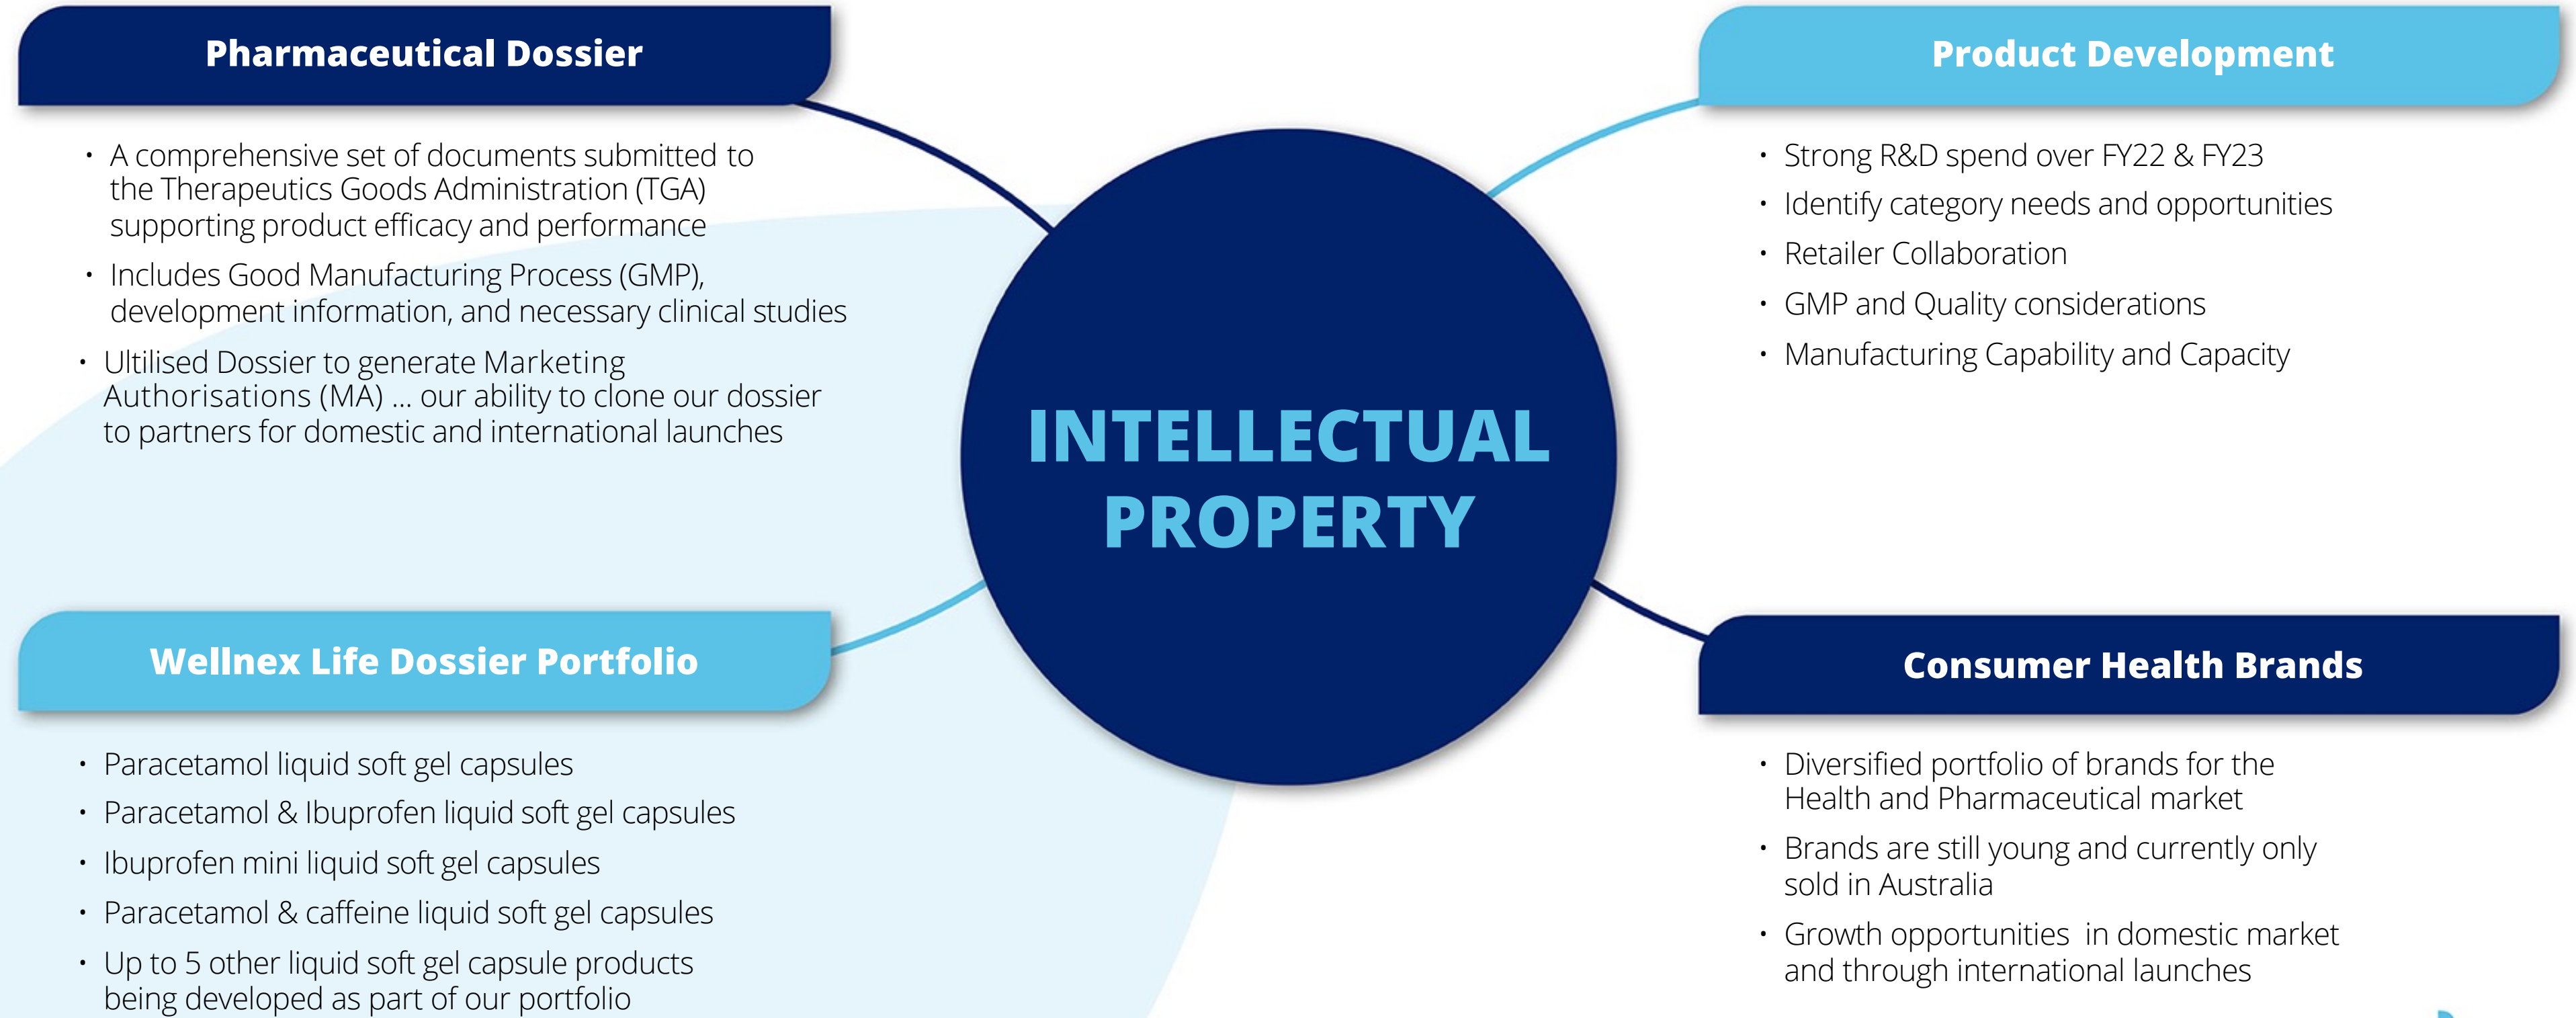 Pharmaceutical Dossier
• A comprehensive set of documents submitted to
the Therapeutics Goods Administration (TGA)
supporting product efficacy and performance
• Includes Good Manufacturing Process (GMP),
development information, and necessary clinical studies
• Ultilised Dossier to generate Marketing
Authorisations (MA) ... our ability to clone our dossier
to partners for domestic and international launches
Product Development
• Strong R&D spend over FY22 & FY23
• Identify category needs and opportunities
• Retailer Collaboration
• GMP and Quality considerations
• Manufacturing Capability and Capacity
INTELLECTUAL
PROPERTY
Wellnex Life Dossier Portfolio
• Paracetamol liquid soft gel capsules
• Paracetamol & Ibuprofen liquid soft gel capsules
• Ibuprofen mini liquid soft gel capsules
• Paracetamol & caffeine liquid soft gel capsules
• Up to 5 other liquid soft gel capsule products
being developed as part of our portfolio
Consumer Health Brands
• Diversified portfolio of brands for the
Health and Pharmaceutical market
• Brands are still young and currently only
sold in Australia
• Growth opportunities  in domestic market
and through international launches